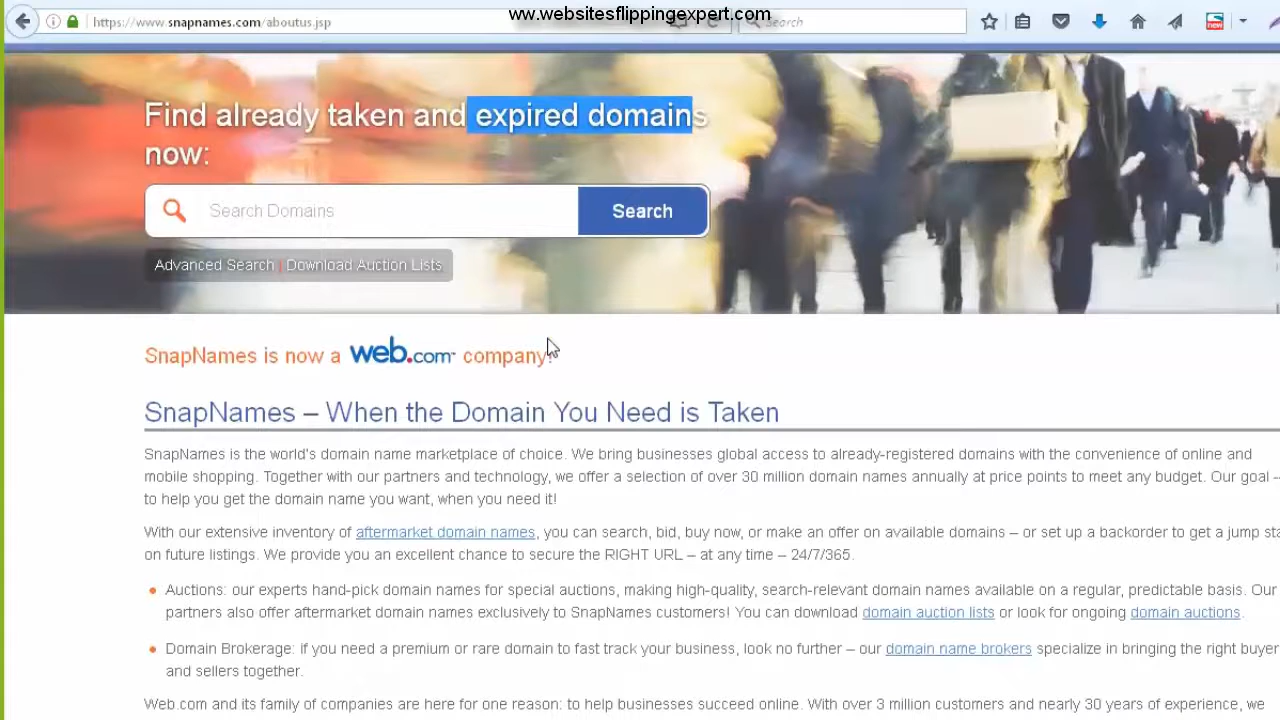 ww.websitesflippingexpert.com
https://www.snapnames.com/aboutus.jsp
Search
new
Find already taken and expired domains
now:
Search Domains
Search
Advanced Search | Download Auction Lists
SnapNames is now a web.com company!
SnapNames – When the Domain You Need is Taken
SnapNames is the world's domain name marketplace of choice. We bring businesses global access to already-registered domains with the convenience of online and
mobile shopping. Together with our partners and technology, we offer a selection of over 30 million domain names annually at price points to meet any budget. Our goal –
to help you get the domain name you want, when you need it!
With our extensive inventory of aftermarket domain names, you can search, bid, buy now, or make an offer on available domains – or set up a backorder to get a jump sta
on future listings. We provide you an excellent chance to secure the RIGHT URL – at any time – 24/7/365.
• Auctions: our experts hand-pick domain names for special auctions, making high-quality, search-relevant domain names available on a regular, predictable basis. Our
partners also offer aftermarket domain names exclusively to SnapNames customers! You can download domain auction lists or look for ongoing domain auctions.
• Domain Brokerage: if you need a premium or rare domain to fast track your business, look no further – our domain name brokers specialize in bringing the right buyer
and sellers together.
Web.com and its family of companies are here for one reason: to help businesses succeed online. With over 3 million customers and nearly 30 years of experience, we